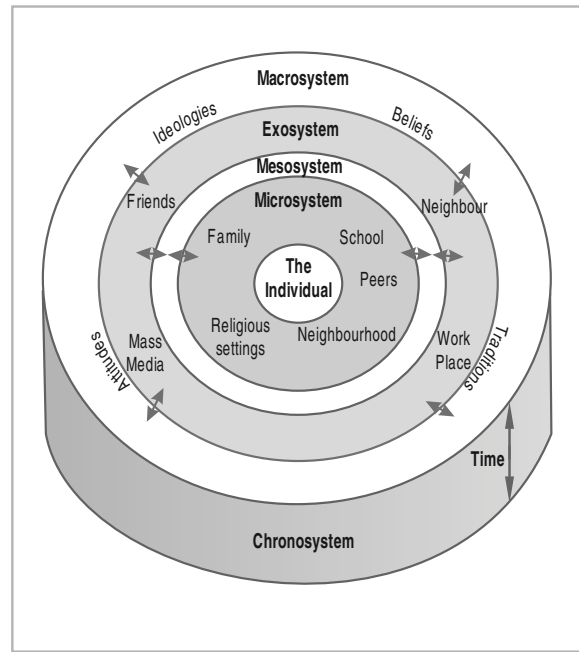 Macrosystem
Ideologies
Beliefs
Exosystem
Mesosystem
Friends
Neighbour
Microsystem
Family
School
The
Individual
Peers
Religious
settings
Neighbourhood
Mass
Media
Work
Place
Attitudes
Traditions
Time
Chronosystem